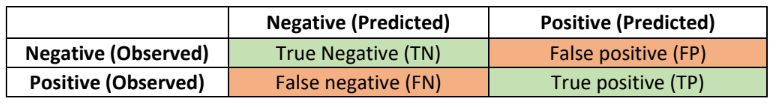 Negative (Predicted) Positive (Predicted)
Negative (Observed) True Negative (TN) False positive (FP)
Positive (Observed) False negative (FN) True positive (TP)